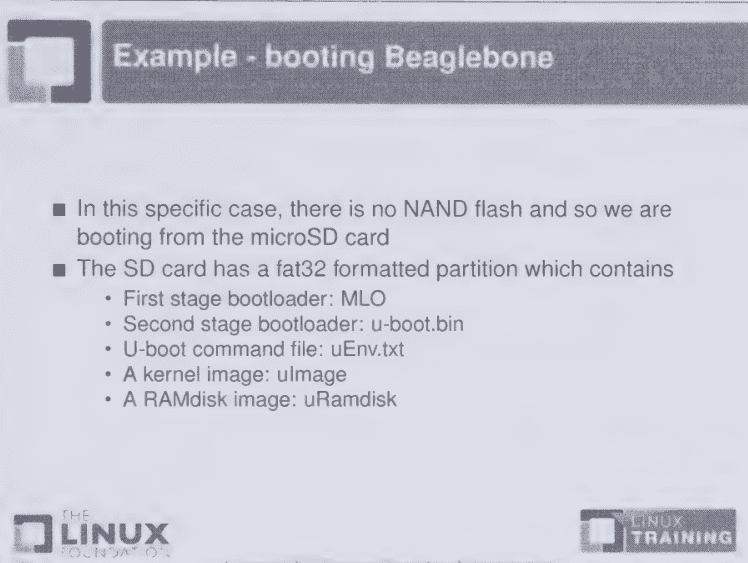 Example - booting Beaglebone
■ In this specific case, there is no NAND flash and so we are
booting from the microSD card
■ The SD card has a fat32 formatted partition which contains
• First stage bootloader: MLO
• Second stage bootloader: u-boot.bin
• U-boot command file: uEnv.txt
• A kernel image: uImage
• A RAMdisk image: uRamdisk
THE
LINUX
FOUNDATION
LINUX
TRAINING